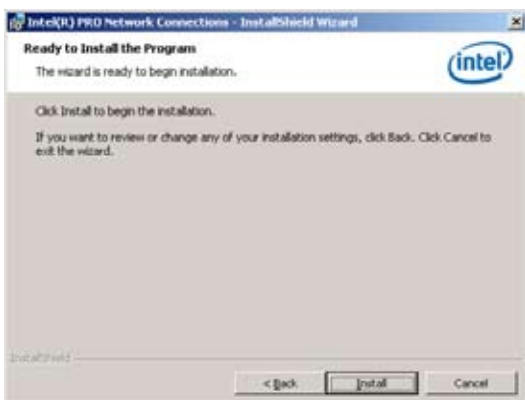 Intel(R) PRO Network Connections - InstallShield Wizard
Ready to Install the Program
The wizard is ready to begin installation.
intel
Click Install to begin the installation.
If you want to review or change any of your installation settings, click Back. Click Cancel to
exit the wizard.
InstallShield
< Back
Install
Cancel